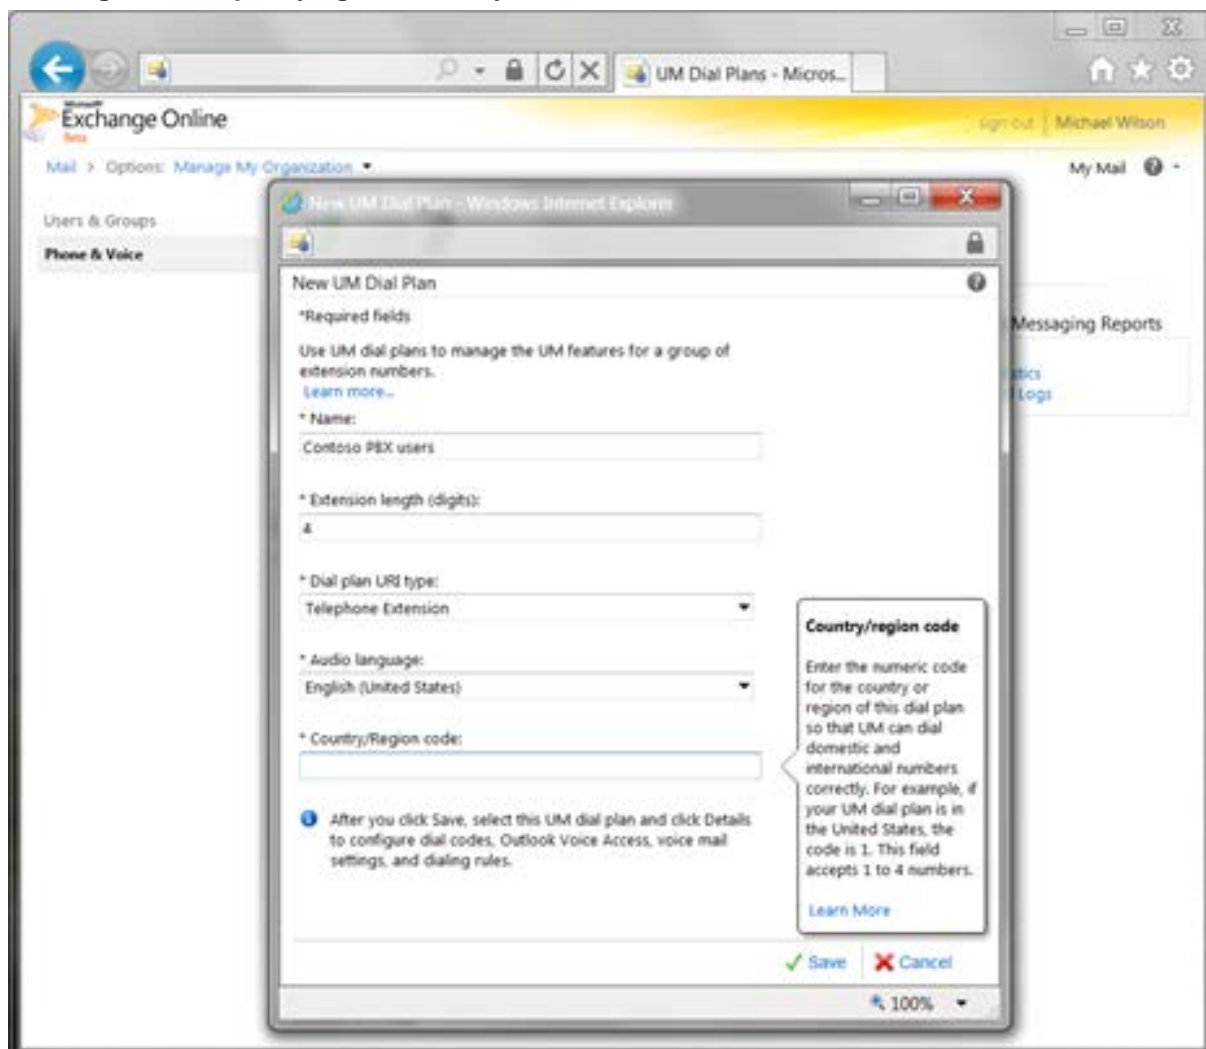 UM Dial Plans - Micros...
Microsoft
Exchange Online
Beta
sign out | Michael Wilson
Mail > Options: Manage My Organization
My Mail
Users & Groups
Phone & Voice
New UM Dial Plan - Windows Internet Explorer
New UM Dial Plan
*Required fields
Use UM dial plans to manage the UM features for a group of
extension numbers.
Learn more...
* Name:
Contoso PBX users
* Extension length (digits):
4
* Dial plan URI type:
Telephone Extension
* Audio language:
English (United States)
* Country/Region code:
After you click Save, select this UM dial plan and click Details
to configure dial codes, Outlook Voice Access, voice mail
settings, and dialing rules.
Country/region code
Enter the numeric code
for the country or
region of this dial plan
so that UM can dial
domestic and
international numbers
correctly. For example, if
your UM dial plan is in
the United States, the
code is 1. This field
accepts 1 to 4 numbers.
Learn More
Save
Cancel
100%
Messaging Reports
stics
Logs